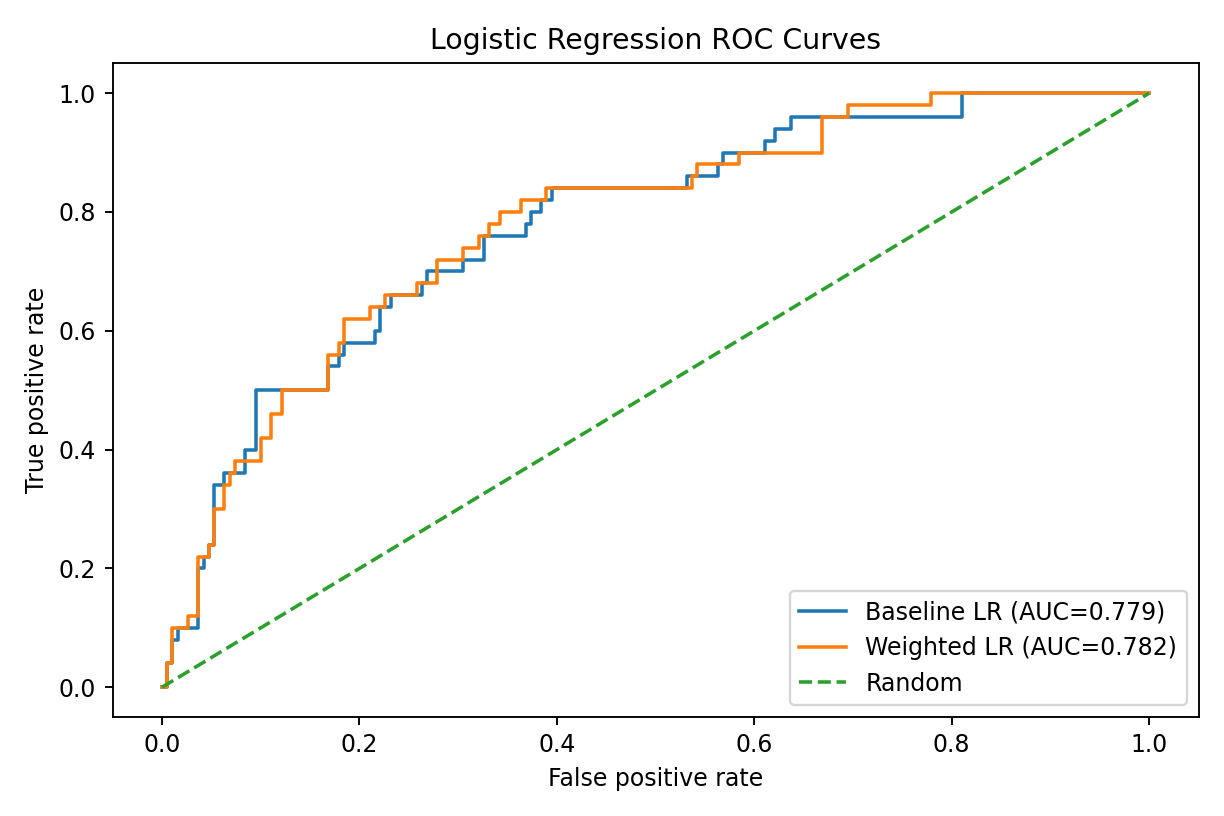 Logistic Regression ROC Curves
True positive rate
1.0
0.8
0.6
0.4
0.2
0.0
Baseline LR (AUC=0.779)
Weighted LR (AUC=0.782)
Random
0.0 0.2 0.4 0.6 0.8 1.0
False positive rate